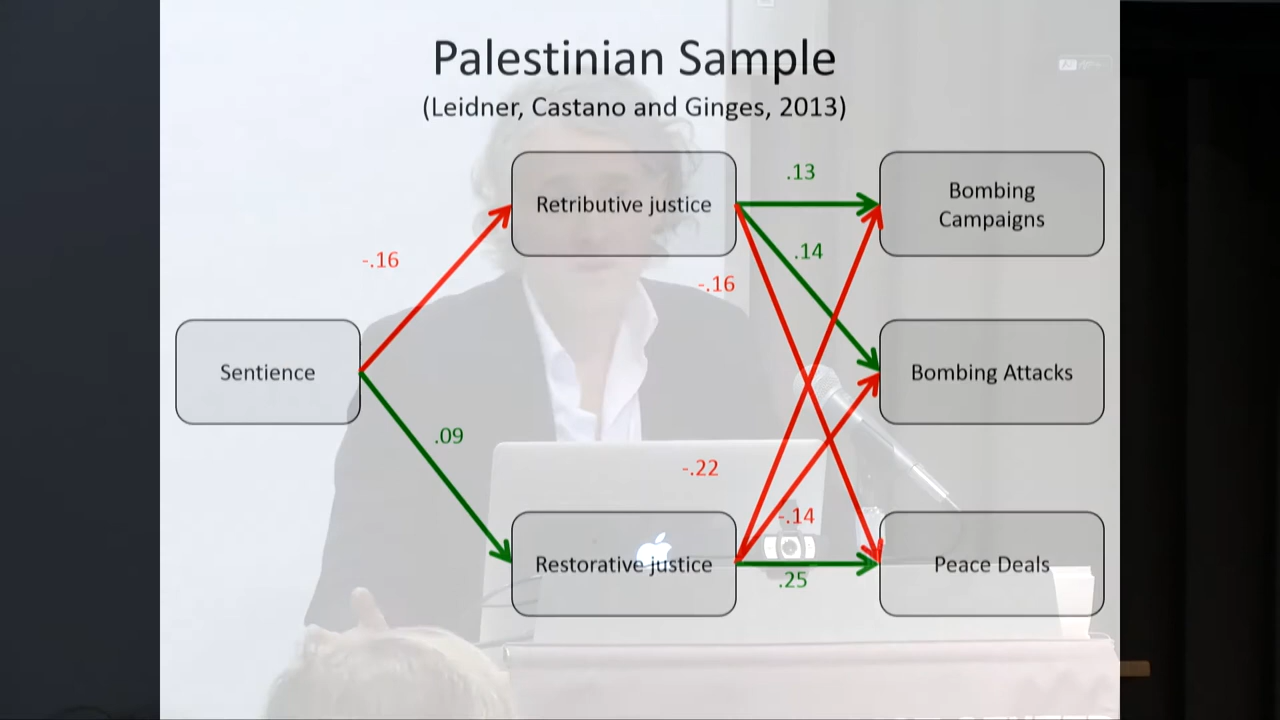 Palestinian Sample
(Leidner, Castano and Ginges, 2013)
.13
Retributive justice
Bombing
Campaigns
.14
-.16
-.16
Sentience
Bombing Attacks
.09
-.22
-.14
Restorative justice
Peace Deals
.25